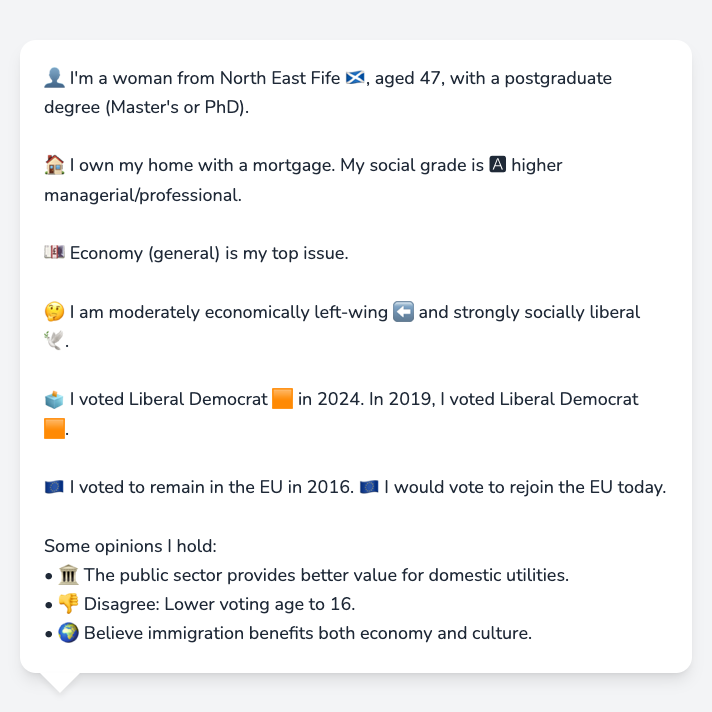 👤 I'm a woman from North East Fife 🏴󠁧󠁢󠁳󠁣󠁴󠁿, aged 47, with a postgraduate
degree (Master's or PhD).
🏠 I own my home with a mortgage. My social grade is 🅰 higher
managerial/professional.
💷 Economy (general) is my top issue.
🤔 I am moderately economically left-wing ⬅️ and strongly socially liberal
🕊️.
🗳️ I voted Liberal Democrat 🟧 in 2024. In 2019, I voted Liberal Democrat
🟧.
🇪🇺 I voted to remain in the EU in 2016. 🇪🇺 I would vote to rejoin the EU today.
Some opinions I hold:
• 🏛️ The public sector provides better value for domestic utilities.
• 👎 Disagree: Lower voting age to 16.
• 🌍 Believe immigration benefits both economy and culture.